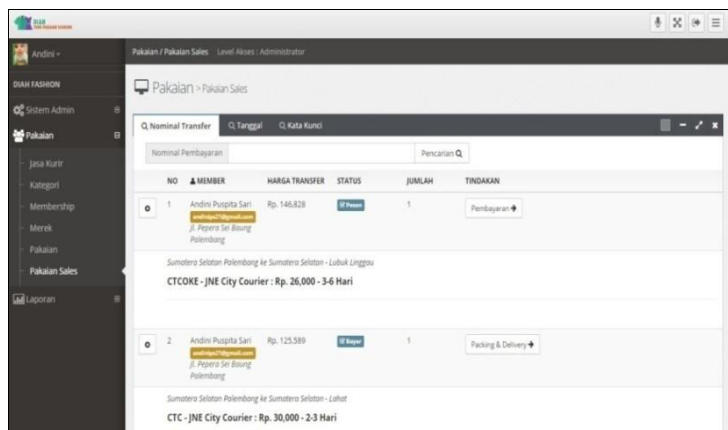 DIAH
Andini
Pakaian / Pakaian Sales Level Akses : Administrator
DIAH FASHION
Pakaian > Pakaian Sales
Sistem Admin
Pakaian
Jasa Kurir
Kategori
Membership
Merek
Pakaian
Pakaian Sales
Laporan
Nominal Transfer Tanggal Kata Kunci
Nominal Pembayaran Pencarian
NO MEMBER HARGA TRANSFER STATUS JUMLAH TINDAKAN
1 Andini Puspita Sari Rp. 146,828 Pesan 1 Pembayaran
Jl. Pepera Sei Baung
Palembang
Sumatera Selatan Palembang ke Sumatera Selatan - Lubuk Linggau
CTCOKE - JNE City Courier : Rp. 26,000 - 3-6 Hari
2 Andini Puspita Sari Rp. 125,589 Bayar 1 Packing & Delivery
Jl. Pepera Sei Baung
Palembang
Sumatera Selatan Palembang ke Sumatera Selatan - Lahat
CTC - JNE City Courier : Rp. 30,000 - 2-3 Hari